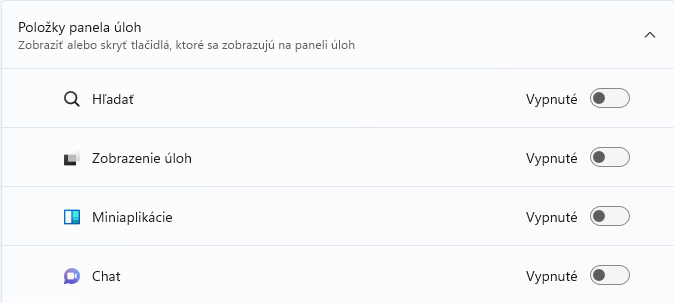 Položky panela úloh
Zobraziť alebo skryť tlačidlá, ktoré sa zobrazujú na paneli úloh
Hľadať Vypnuté
Zobrazenie úloh Vypnuté
Miniaplikácie Vypnuté
Chat Vypnuté